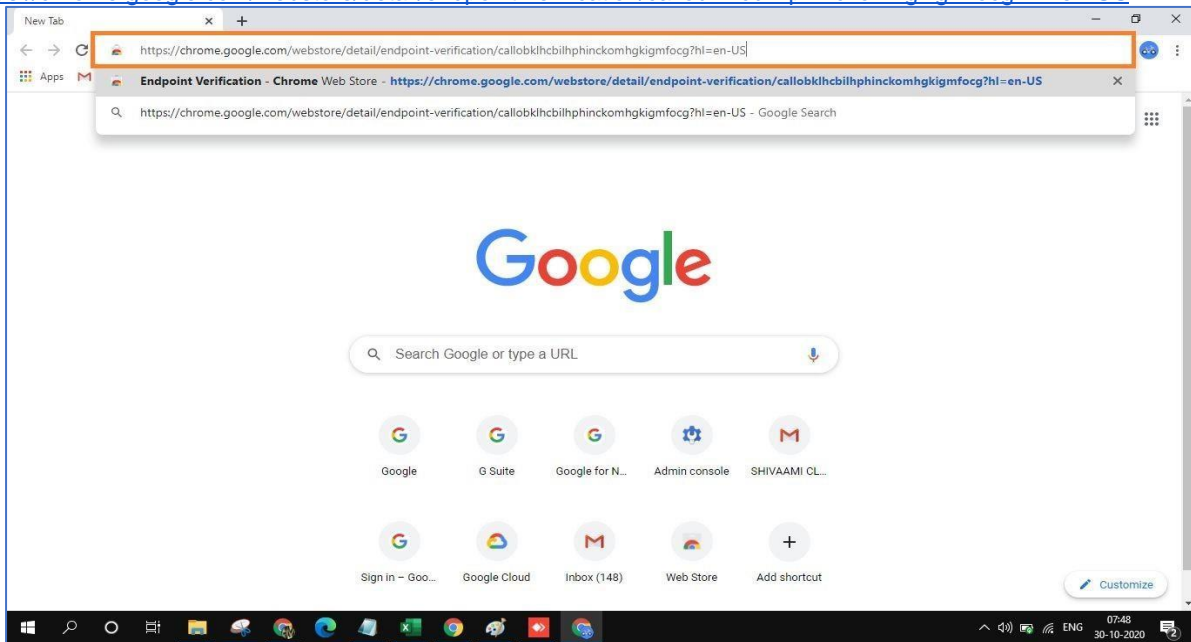 New Tab
https://chrome.google.com/webstore/detail/endpoint-verification/callobklhcbilhphinckomhgkigmfocg?hl=en-US
Apps
Endpoint Verification - Chrome Web Store - https://chrome.google.com/webstore/detail/endpoint-verification/callobklhcbilhphinckomhgkigmfocg?hl=en-US
https://chrome.google.com/webstore/detail/endpoint-verification/callobklhcbilhphinckomhgkigmfocg?hl=en-US - Google Search
Google
Search Google or type a URL
Google G Suite Google for N... Admin console SHIVAAMI CL...
Sign in – Goo... Google Cloud Inbox (148) Web Store Add shortcut
Customize
ENG 07:48
30-10-2020